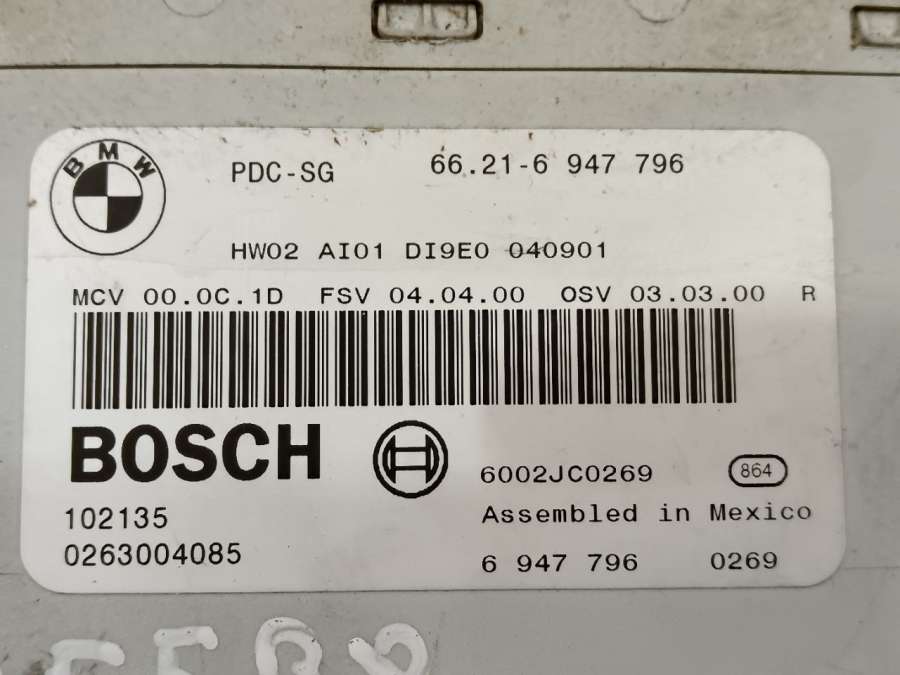 BMW
PDC-SG 66.21-6 947 796
HW02 AI01 DI9E0 040901
MCV 00.0C.1D FSV 04.04.00 OSV 03.03.00 R
BOSCH
6002JC0269 864
102135 Assembled in Mexico
0263004085 6 947 796 0269